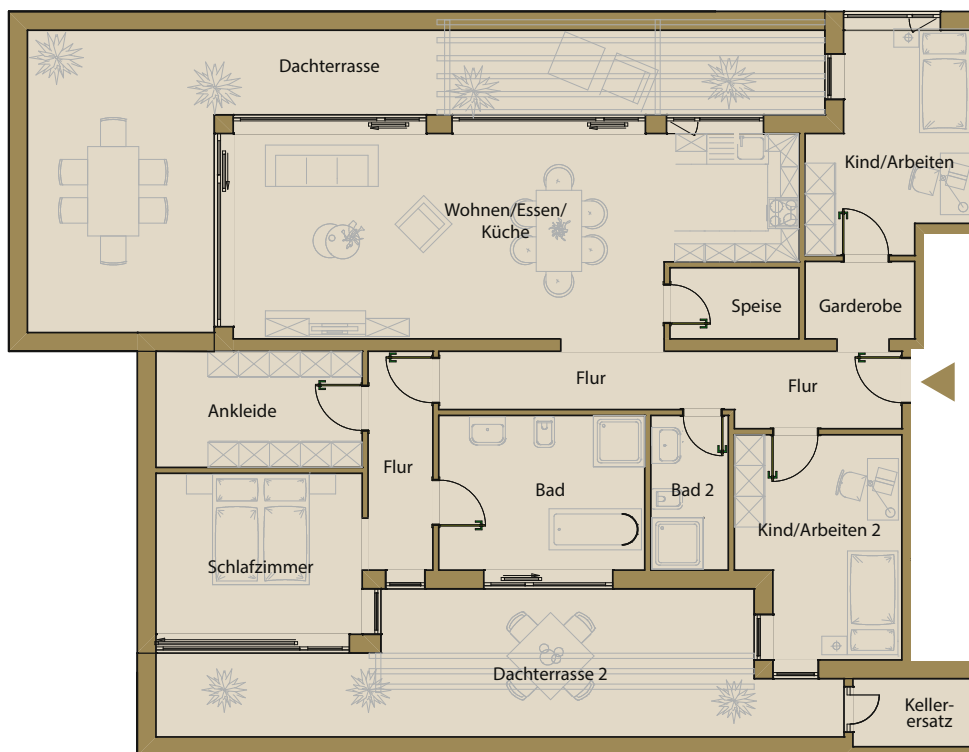 Dachterrasse
Kind/Arbeiten
Wohnen/Essen/
Küche
Speise
Garderobe
Flur
Flur
Ankleide
Flur
Bad
Bad 2
Kind/Arbeiten 2
Schlafzimmer
Dachterrasse 2
Keller-
ersatz